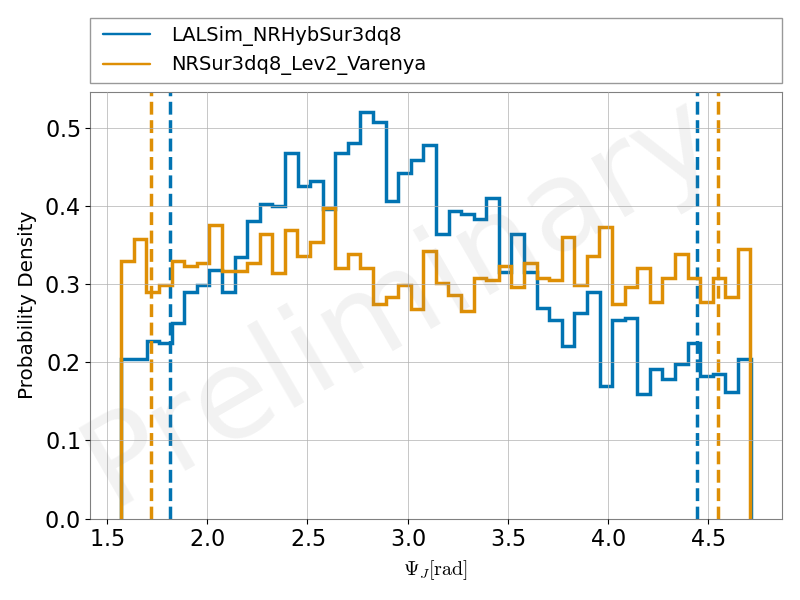 LALSim_NRHybSur3dq8
NRSur3dq8_Lev2_Varenya
Preliminary
Probability Density
0.5
0.4
0.3
0.2
0.1
0.0
1.5 2.0 2.5 3.0 3.5 4.0 4.5
Ψ_J[rad]